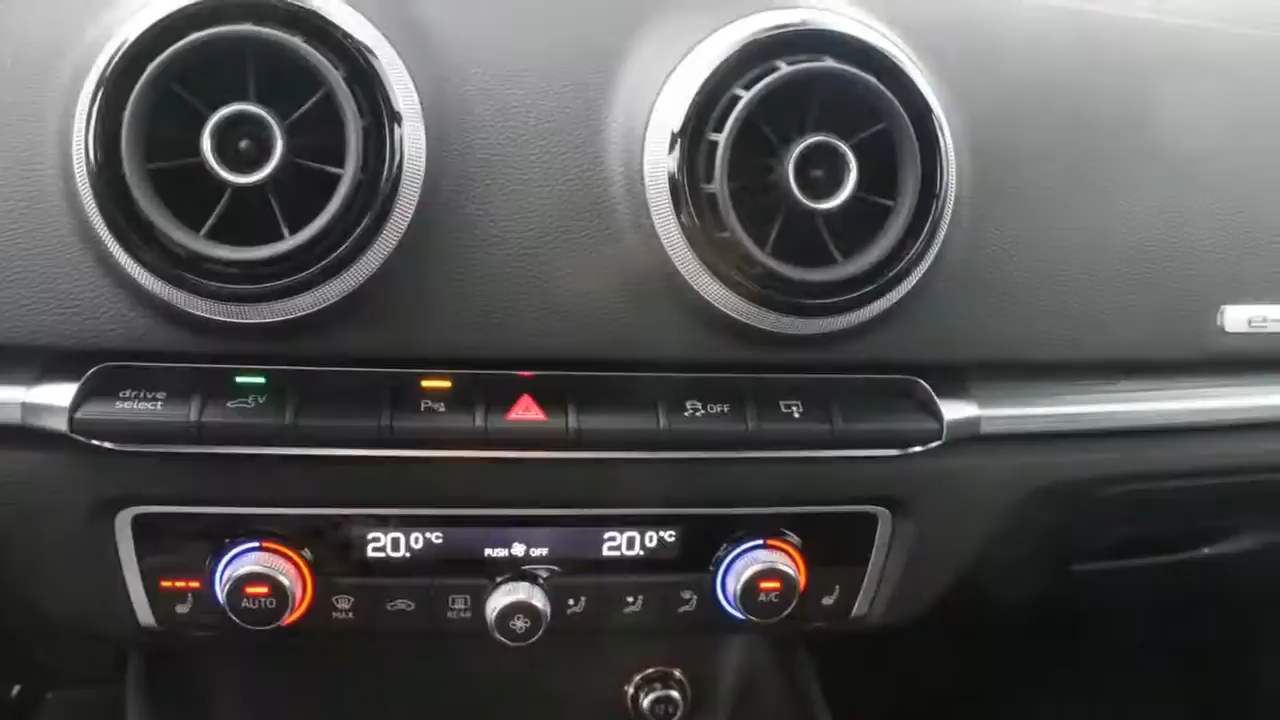 drive
select
EV
P
OFF
20.0°C
PUSH OFF
20.0°C
AUTO
MAX
REAR
A/C